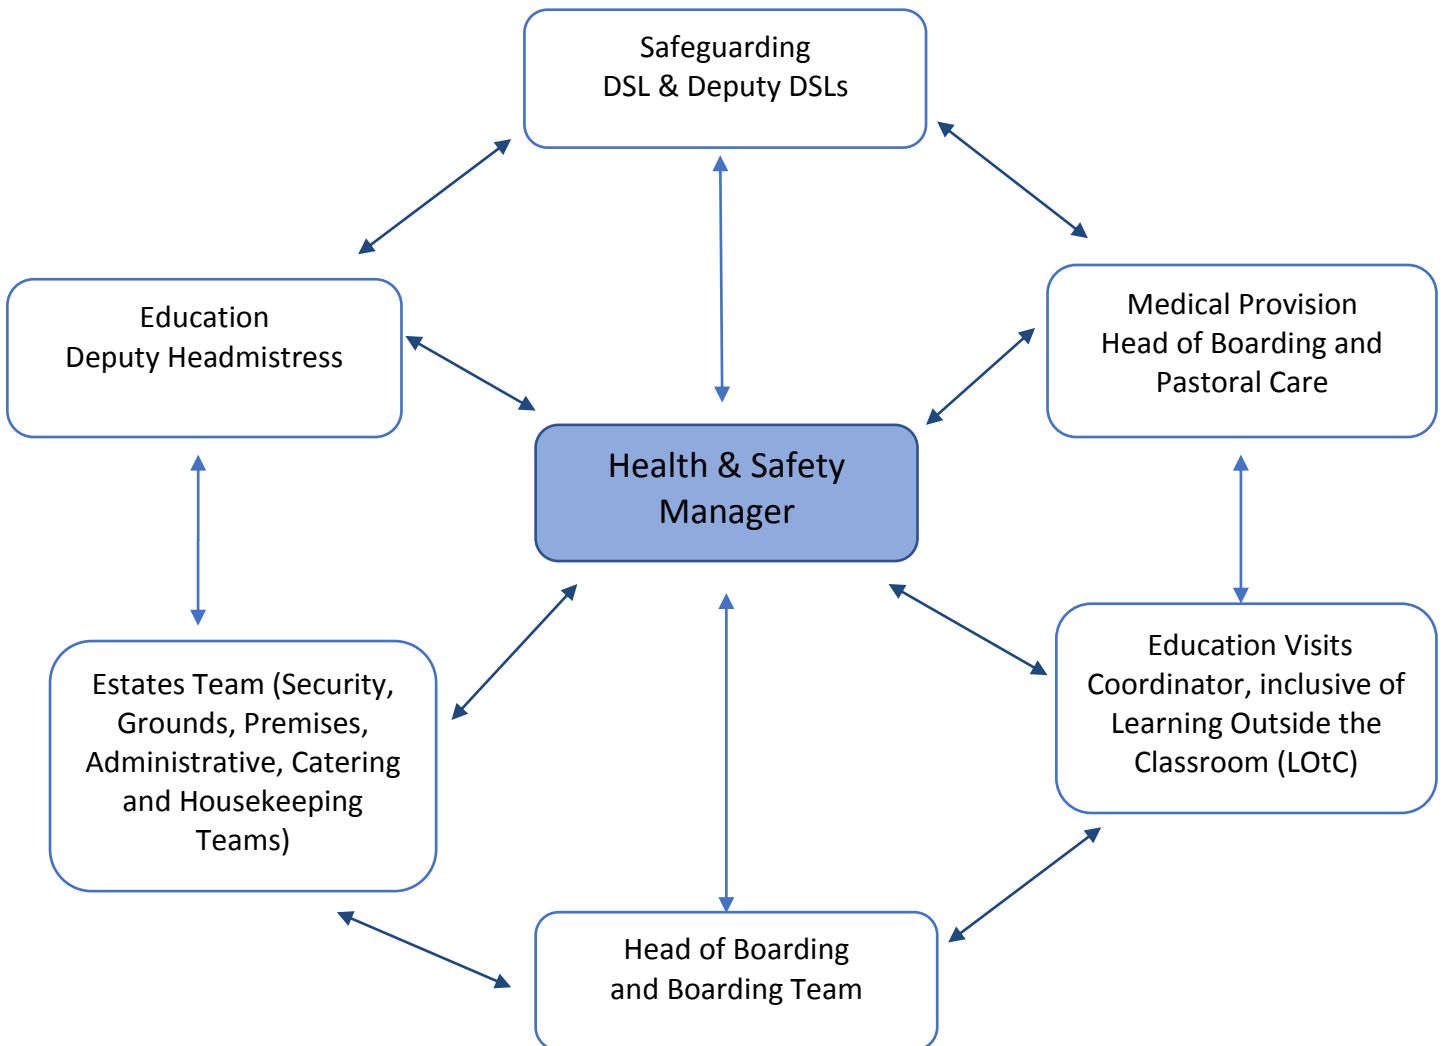 Safeguarding
DSL & Deputy DSLs
Education
Deputy Headmistress
Medical Provision
Head of Boarding and
Pastoral Care
Health & Safety
Manager
Estates Team (Security,
Grounds, Premises,
Administrative, Catering
and Housekeeping
Teams)
Education Visits
Coordinator, inclusive of
Learning Outside the
Classroom (LOtC)
Head of Boarding
and Boarding Team